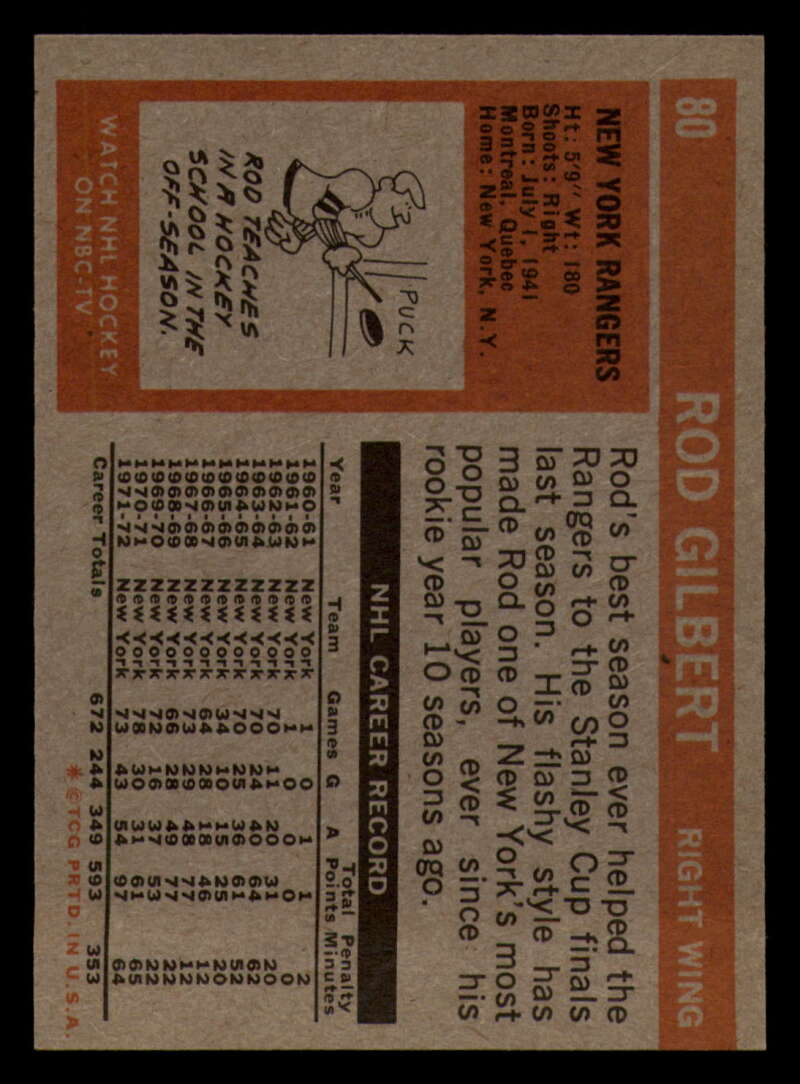 80 ROD GILBERT RIGHT WING
NEW YORK RANGERS
Ht: 5'9" Wt: 180
Shoots: Right
Born: July 1, 1941
Montreal, Quebec
Home: New York, N.Y.
PUCK
ROD TEACHES
IN A HOCKEY
SCHOOL IN THE
OFF-SEASON.
WATCH NHL HOCKEY
ON NBC-TV
Rod's best season ever helped the
Rangers to the Stanley Cup finals
last season. His flashy style has
made Rod one of New York's most
popular players, ever since his
rookie year 10 seasons ago.
NHL CAREER RECORD
Total Penalty
Year Team Games G A Points Minutes
1960-61 New York 1 0 1 1 2
1961-62 New York 1 0 0 0 0
1962-63 New York 70 11 20 31 20
1963-64 New York 70 24 40 64 62
1964-65 New York 70 25 36 61 52
1965-66 New York 34 10 15 25 20
1966-67 New York 64 28 18 46 12
1967-68 New York 73 29 48 77 12
1968-69 New York 66 28 49 77 22
1969-70 New York 72 16 37 53 22
1970-71 New York 78 30 31 61 65
1971-72 New York 73 43 54 97 64
Career Totals 672 244 349 593 353
* © TCG PRTD. IN U.S.A.